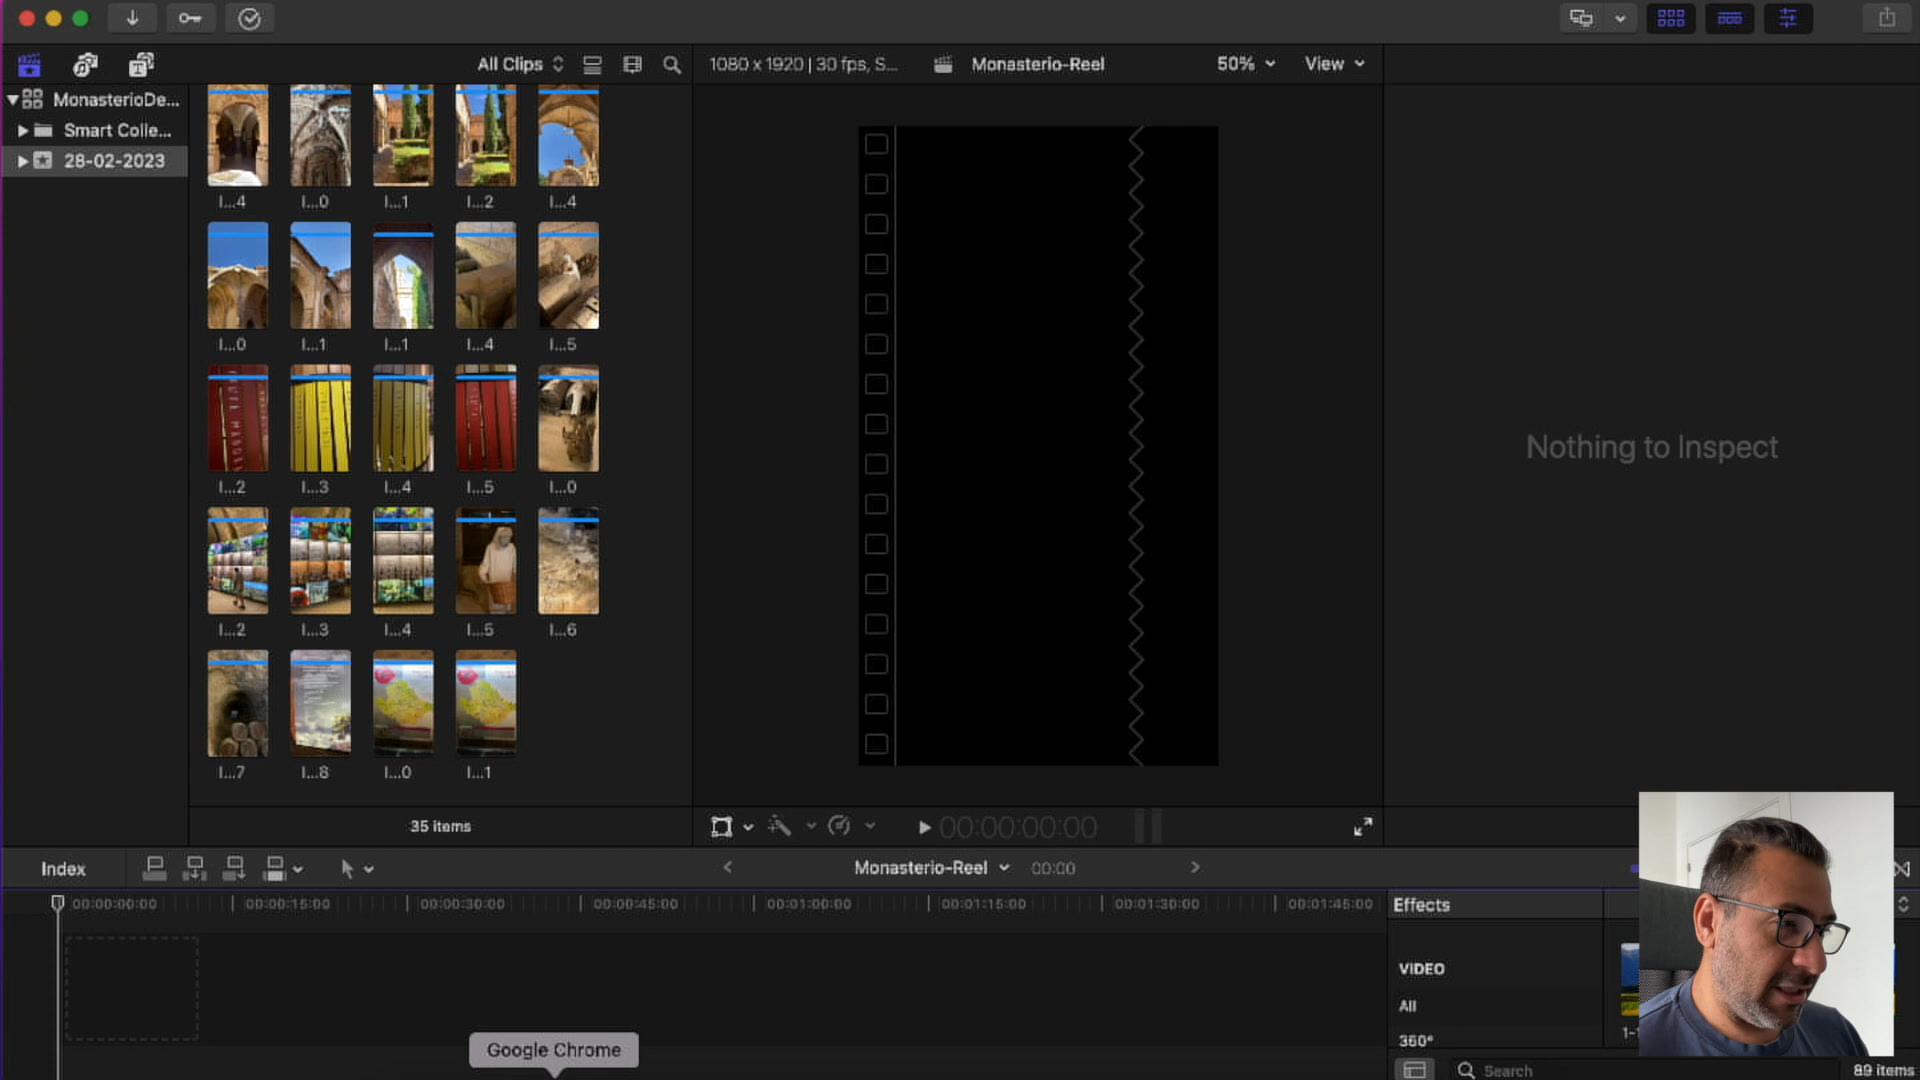 All Clips
1080 x 1920 | 30 fps, S...
Monasterio-Reel
50%
View
MonasterioDe...
Smart Colle...
28-02-2023
I...4
I...0
I...1
I...2
I...4
I...0
I...1
I...1
I...4
I...5
I...2
I...3
I...4
I...5
I...0
I...2
I...3
I...4
I...5
I...6
I...7
I...8
I...0
I...1
Nothing to Inspect
35 items
00:00:00:00
Index
Monasterio-Reel
00:00
00:00:00:00
00:00:15:00
00:00:30:00
00:00:45:00
00:01:00:00
00:01:15:00
00:01:30:00
00:01:45:00
Effects
VIDEO
All
360°
1-
Google Chrome
Search
89 items